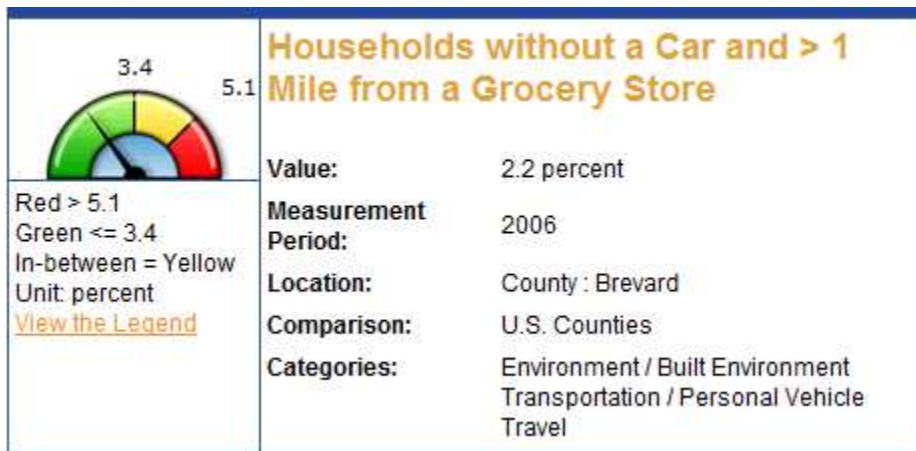 3.4
5.1
Red > 5.1
Green <= 3.4
In-between = Yellow
Unit: percent
View the Legend
Households without a Car and > 1
Mile from a Grocery Store
Value: 2.2 percent
Measurement
Period: 2006
Location: County : Brevard
Comparison: U.S. Counties
Categories: Environment / Built Environment
Transportation / Personal Vehicle
Travel